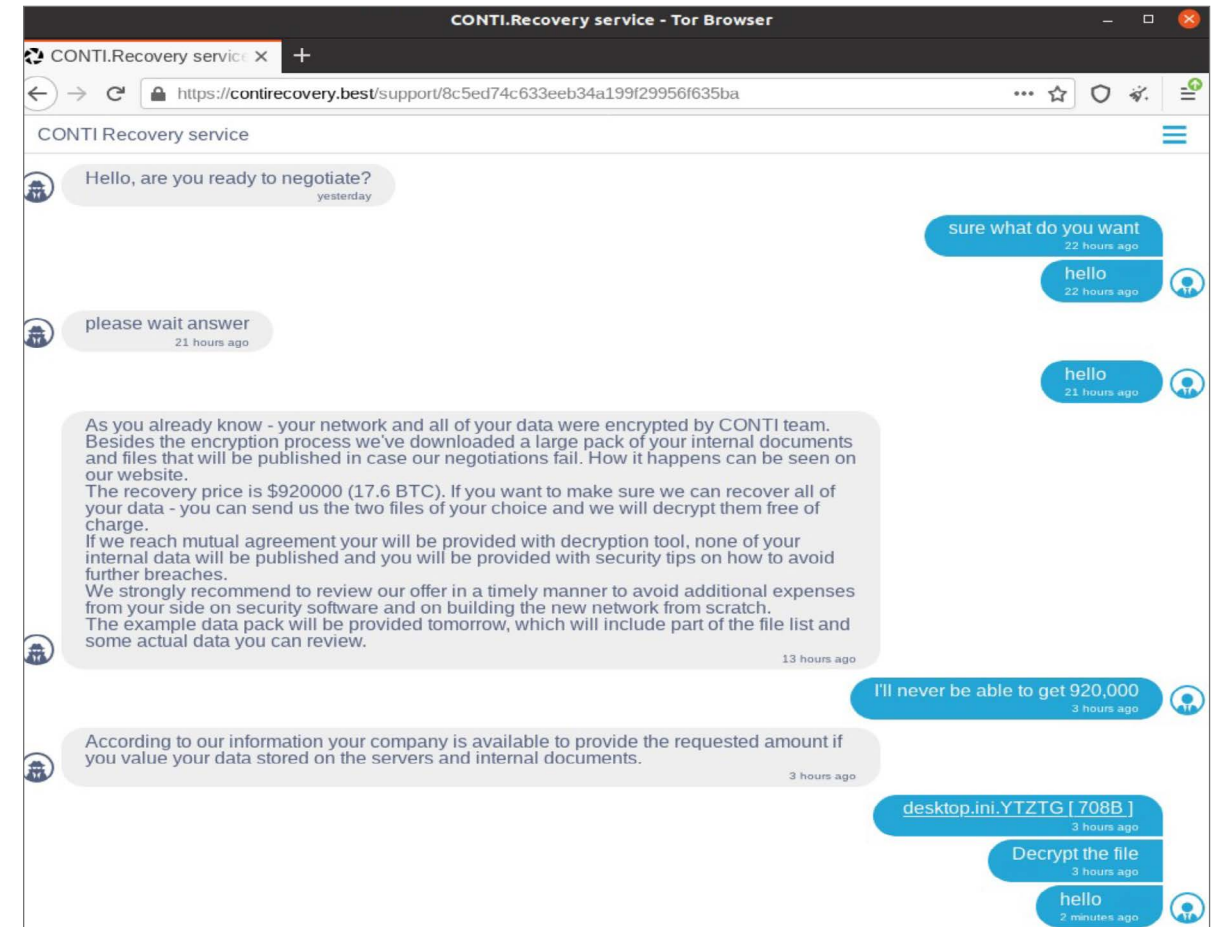 CONTI.Recovery service - Tor Browser
CONTI.Recovery service
https://contirecovery.best/support/8c5ed74c633eeb34a199f29956f635ba
CONTI Recovery service
Hello, are you ready to negotiate?
yesterday
sure what do you want
22 hours ago
hello
22 hours ago
please wait answer
21 hours ago
hello
21 hours ago
As you already know - your network and all of your data were encrypted by CONTI team.
Besides the encryption process we've downloaded a large pack of your internal documents
and files that will be published in case our negotiations fail. How it happens can be seen on
our website.
The recovery price is $920000 (17.6 BTC). If you want to make sure we can recover all of
your data - you can send us the two files of your choice and we will decrypt them free of
charge.
If we reach mutual agreement your will be provided with decryption tool, none of your
internal data will be published and you will be provided with security tips on how to avoid
further breaches.
We strongly recommend to review our offer in a timely manner to avoid additional expenses
from your side on security software and on building the new network from scratch.
The example data pack will be provided tomorrow, which will include part of the file list and
some actual data you can review.
13 hours ago
I'll never be able to get 920,000
3 hours ago
According to our information your company is available to provide the requested amount if
you value your data stored on the servers and internal documents.
3 hours ago
desktop.ini.YTZTG [ 708B ]
3 hours ago
Decrypt the file
3 hours ago
hello
2 minutes ago